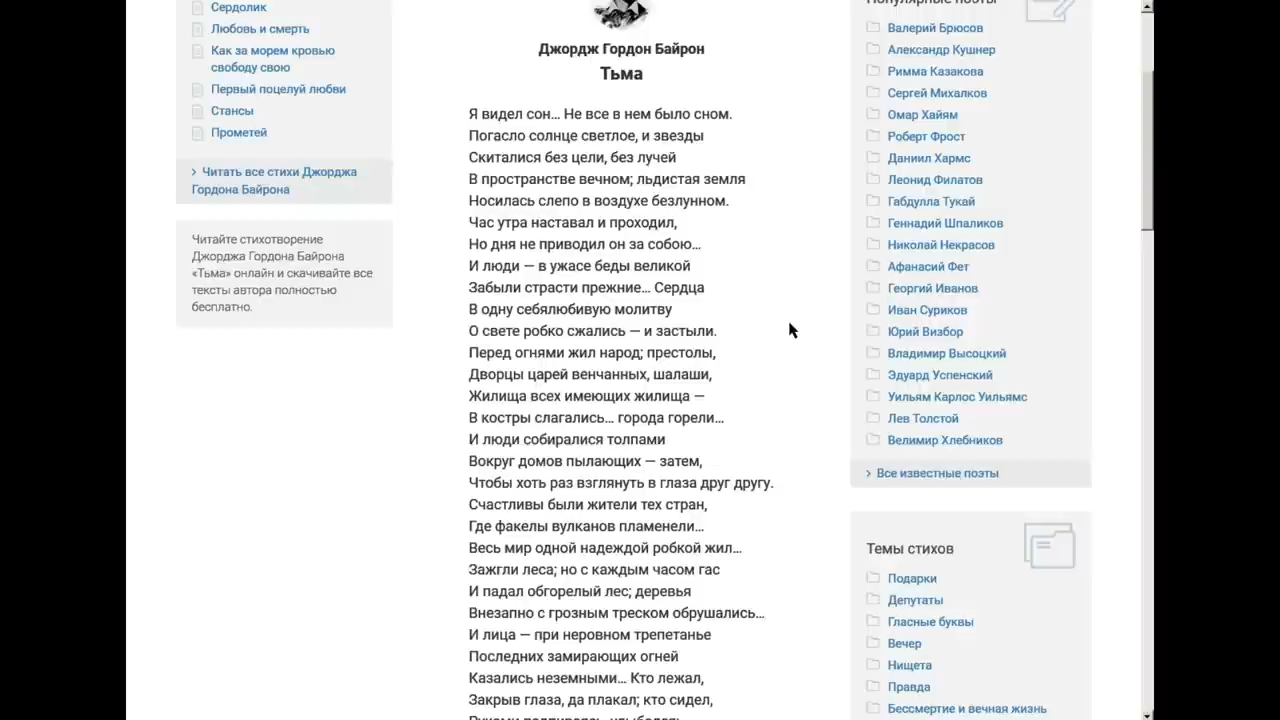 Сердолик
Любовь и смерть
Как за морем кровью
свободу свою
Первый поцелуй любви
Стансы
Прометей
Читать все стихи Джорджа
Гордона Байрона
Читайте стихотворение
Джорджа Гордона Байрона
«Тьма» онлайн и скачивайте все
тексты автора полностью
бесплатно.
Джордж Гордон Байрон
Тьма
Я видел сон... Не все в нем было сном.
Погасло солнце светлое, и звезды
Скиталися без цели, без лучей
В пространстве вечном; льдистая земля
Носилась слепо в воздухе безлунном.
Час утра наставал и проходил,
Но дня не приводил он за собою...
И люди — в ужасе беды великой
Забыли страсти прежние... Сердца
В одну себялюбивую молитву
О свете робко сжались — и застыли.
Перед огнями жил народ; престолы,
Дворцы царей венчанных, шалаши,
Жилища всех имеющих жилища —
В костры слагались... города горели...
И люди собиралися толпами
Вокруг домов пылающих — затем,
Чтобы хоть раз взглянуть в глаза друг другу.
Счастливы были жители тех стран,
Где факелы вулканов пламенели...
Весь мир одной надеждой робкой жил...
Зажгли леса; но с каждым часом гас
И падал обгорелый лес; деревья
Внезапно с грозным треском обрушались...
И лица — при неровном трепетанье
Последних замирающих огней
Казались неземными... Кто лежал,
Закрыв глаза, да плакал; кто сидел,
Популярные поэты
Валерий Брюсов
Александр Кушнер
Римма Казакова
Сергей Михалков
Омар Хайям
Роберт Фрост
Даниил Хармс
Леонид Филатов
Габдулла Тукай
Геннадий Шпаликов
Николай Некрасов
Афанасий Фет
Георгий Иванов
Иван Суриков
Юрий Визбор
Владимир Высоцкий
Эдуард Успенский
Уильям Карлос Уильямс
Лев Толстой
Велимир Хлебников
Все известные поэты
Темы стихов
Подарки
Депутаты
Гласные буквы
Вечер
Нищета
Правда
Бессмертие и вечная жизнь